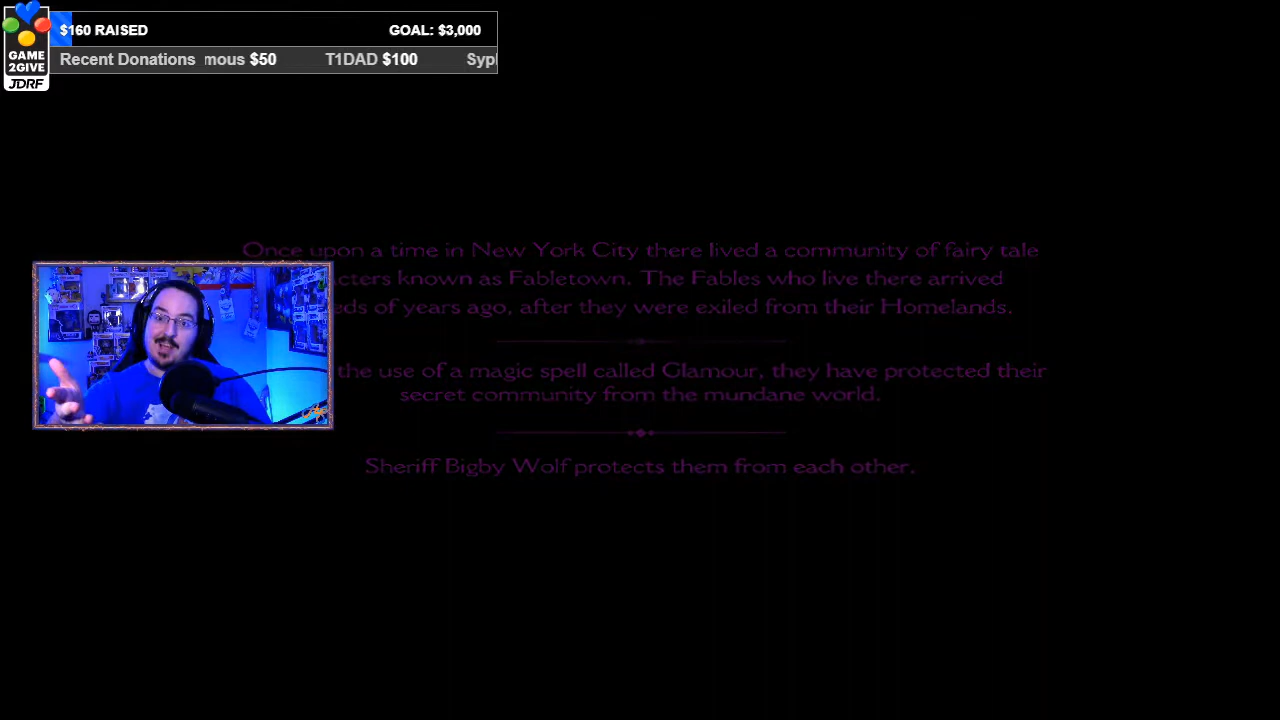 $160 RAISED
GOAL: $3,000
GAME
2GIVE
JDRF
Recent Donations mous $50 T1DAD $100 Sypl
Once upon a time in New York City there lived a community of fairy tale
acters known as Fabletown. The Fables who live there arrived
eds of years ago, after they were exiled from their Homelands.
the use of a magic spell called Glamour, they have protected their
secret community from the mundane world.
Sheriff Bigby Wolf protects them from each other.